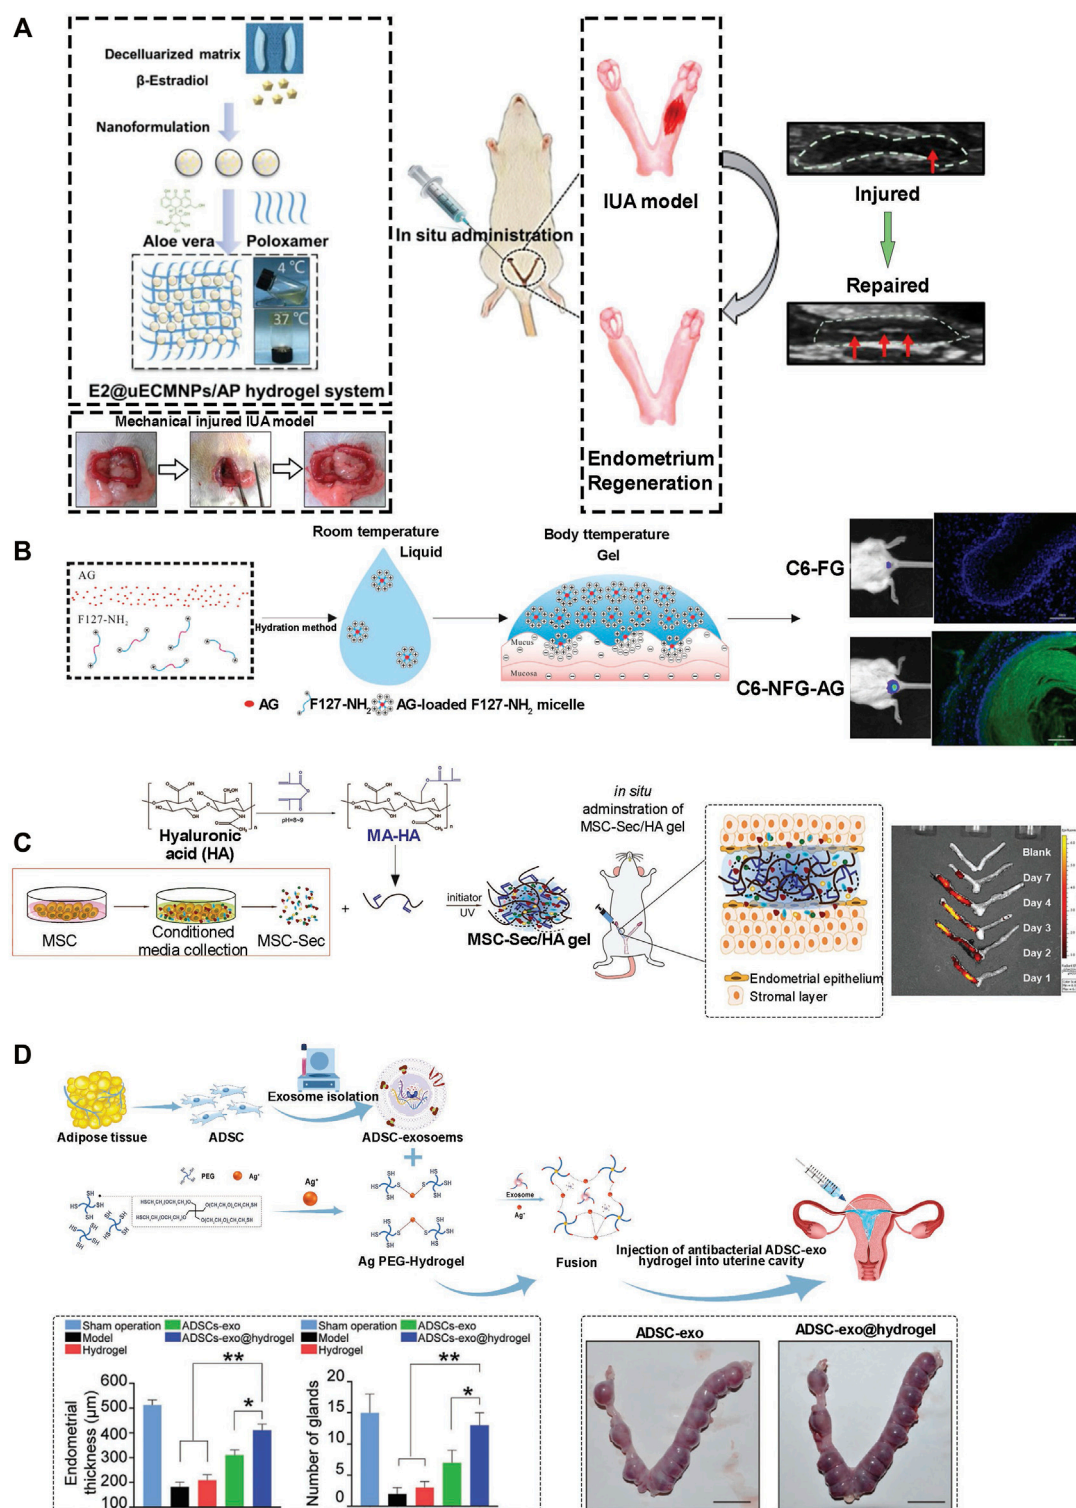 A
Decelluarized matrix
β-Estradiol
Nanoformulation
Aloe vera
Poloxamer
4 °C
37 °C
E2@uECMNPs/AP hydrogel system
Mechanical injured IUA model
In situ administration
IUA model
Endometrium
Regeneration
Injured
Repaired
B
AG
F127-NH2
Hydration method
Room temperature
Liquid
Body ttemperature
Gel
Mucus
Mucosa
AG
F127-NH2
AG-loaded F127-NH2 micelle
C6-FG
C6-NFG-AG
C
Hyaluronic
acid (HA)
pH=8~9
MA-HA
MSC
Conditioned
media collection
MSC-Sec
+
initiator
UV
MSC-Sec/HA gel
in situ
adminstration of
MSC-Sec/HA gel
Endometrial epithelium
Stromal layer
Blank
Day 7
Day 4
Day 3
Day 2
Day 1
D
Adipose tissue
ADSC
Exosome isolation
ADSC-exosoems
PEG
Ag+
Ag+
Ag PEG-Hydrogel
Exosome
Ag+
Fusion
Injection of antibacterial ADSC-exo
hydrogel into uterine cavity
Sham operation
Model
Hydrogel
ADSCs-exo
ADSCs-exo@hydrogel
**
*
Endometrial
thickness (µm)
600
500
400
300
200
100
Sham operation
Model
Hydrogel
ADSCs-exo
ADSCs-exo@hydrogel
**
*
Number of glands
20
15
10
5
0
ADSC-exo
ADSC-exo@hydrogel